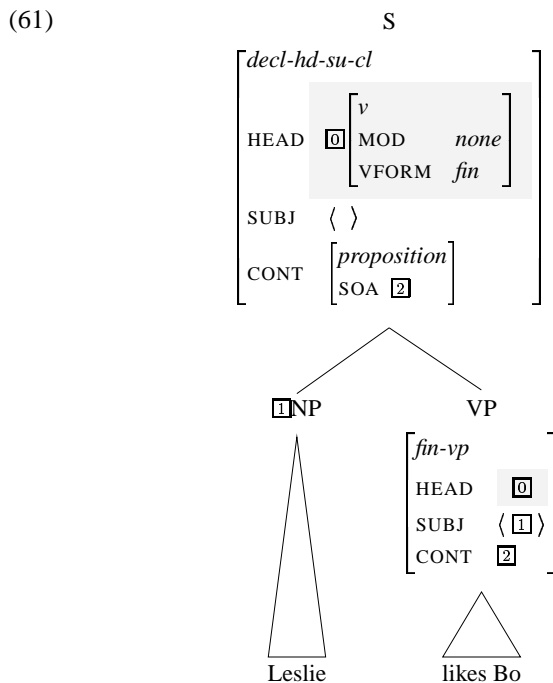 (61) S
decl-hd-su-cl
HEAD 0 v
MOD none
VFORM fin
SUBJ ⟨ ⟩
CONT proposition
SOA 2
1NP VP
fin-vp
HEAD 0
SUBJ ⟨ 1 ⟩
CONT 2
Leslie likes Bo